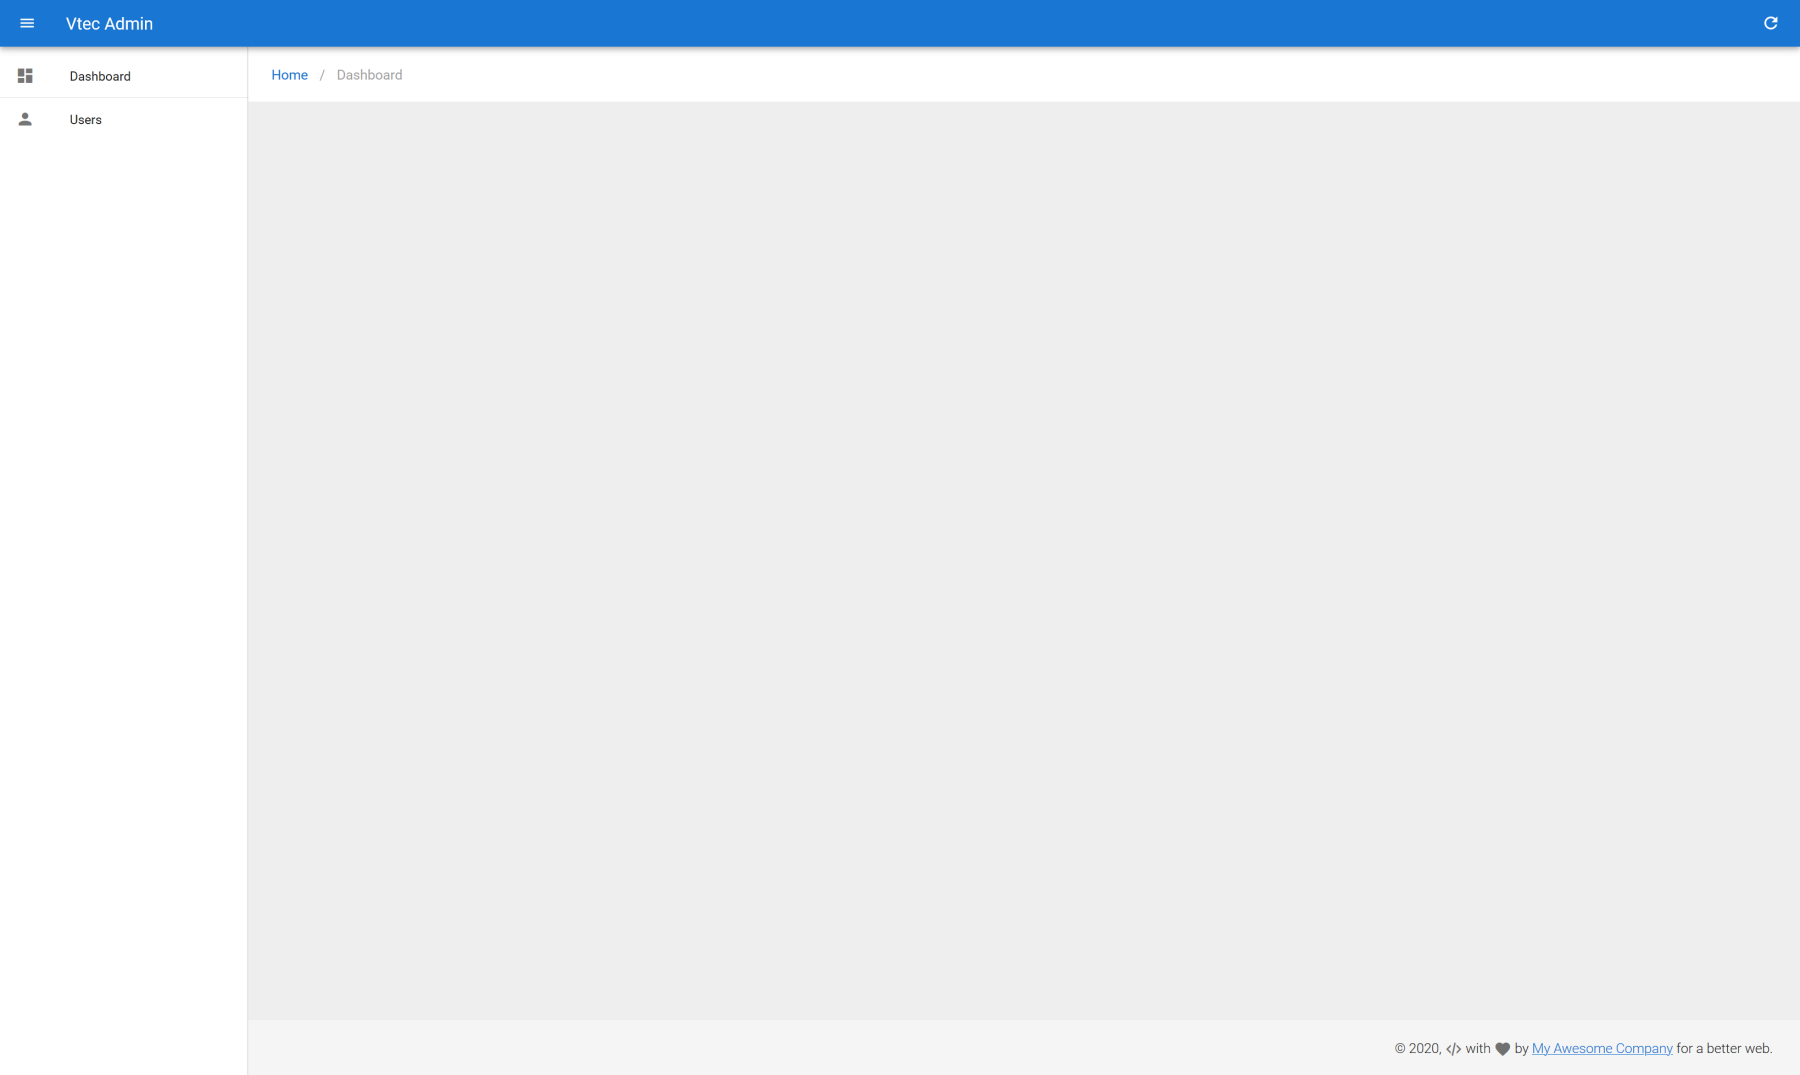 Vtec Admin
Dashboard
Home / Dashboard
Users
© 2020, </> with by My Awesome Company for a better web.